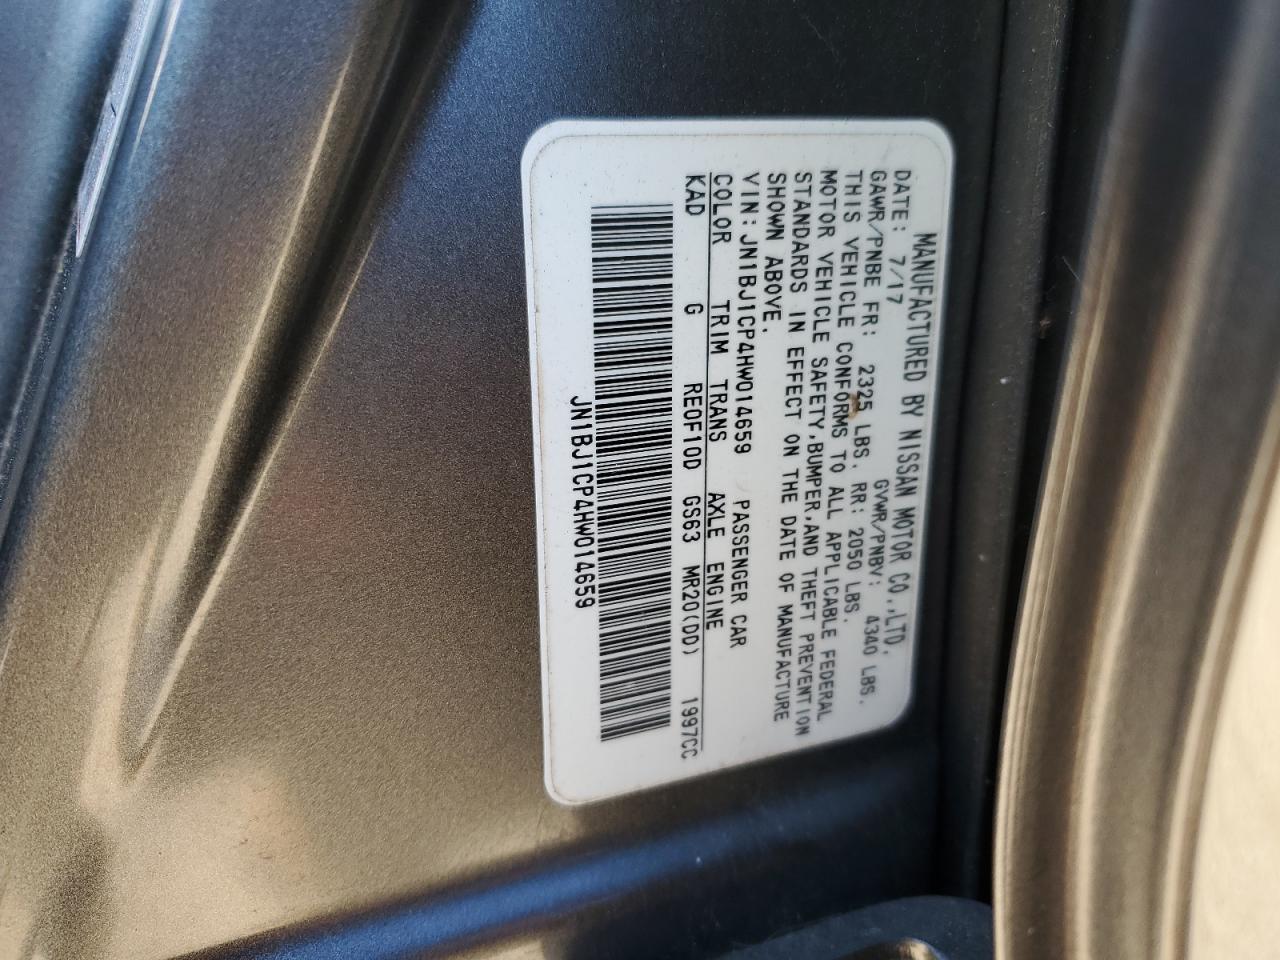 MANUFACTURED BY NISSAN MOTOR CO.,LTD.
DATE: 7/17 GVWR/PNBV: 4340 LBS.
GAWR/PNBE FR: 2325 LBS. RR: 2050 LBS.
THIS VEHICLE CONFORMS TO ALL APPLICABLE FEDERAL
MOTOR VEHICLE SAFETY,BUMPER,AND THEFT PREVENTION
STANDARDS IN EFFECT ON THE DATE OF MANUFACTURE
SHOWN ABOVE.
VIN:JN1BJ1CP4HW014659 PASSENGER CAR
COLOR TRIM TRANS AXLE ENGINE
KAD G RE0F10D GS63 MR20(DD) 1997CC
JN1BJ1CP4HW014659